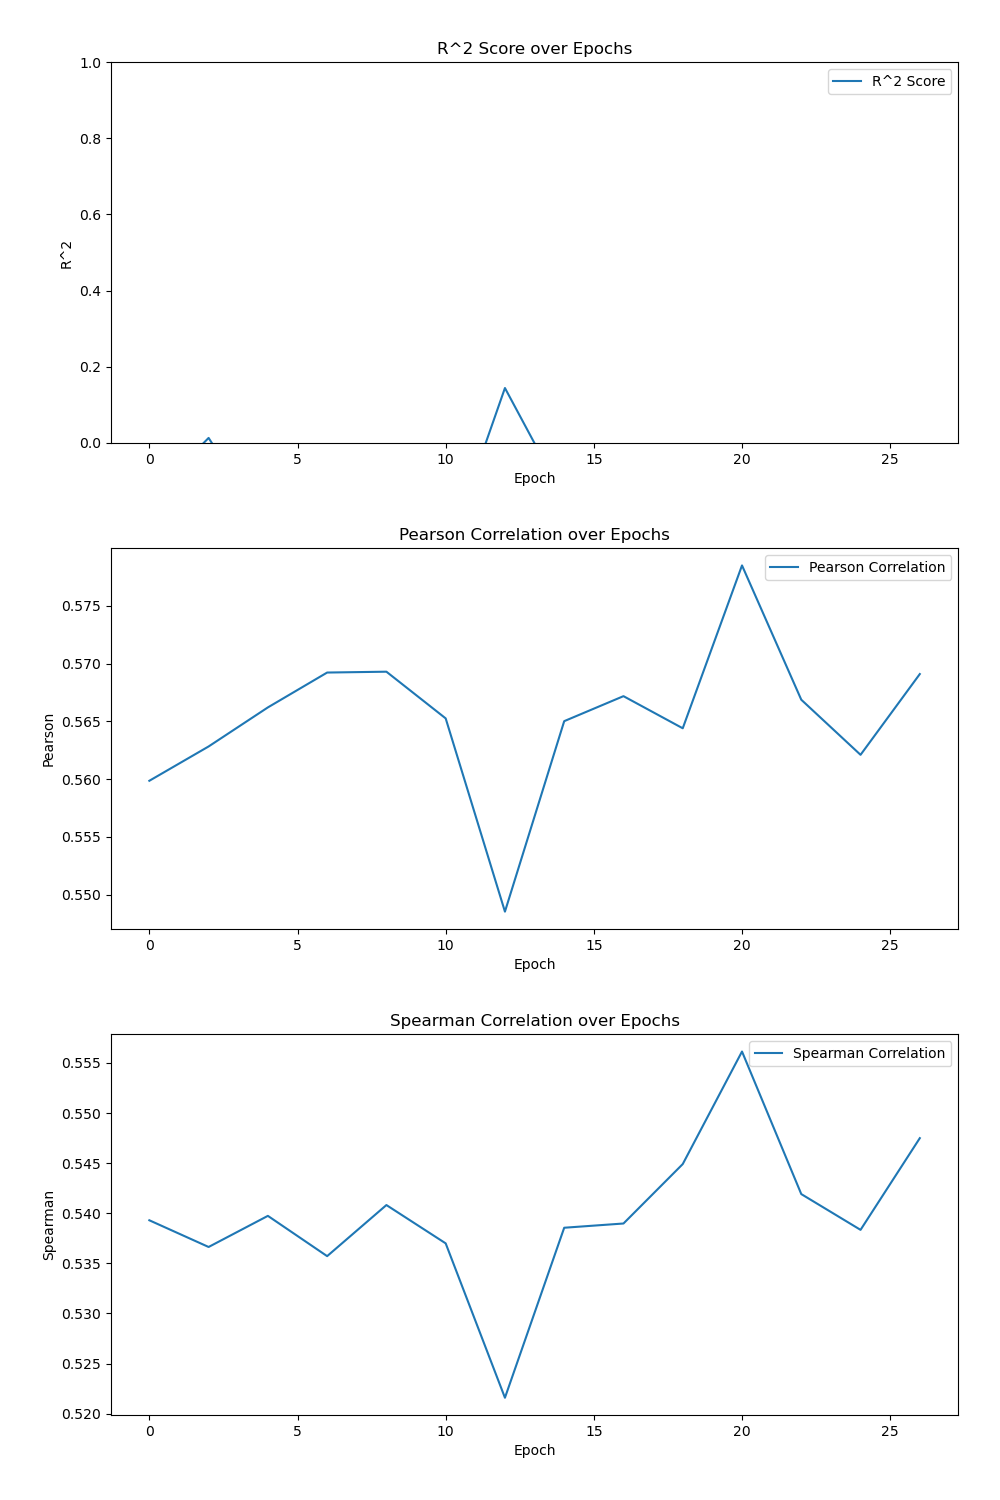 R^2 Score over Epochs
1.0
R^2 Score
0.8
0.6
R^2
0.4
0.2
0.0
0 5 10 15 20 25
Epoch
Pearson Correlation over Epochs
Pearson Correlation
0.575
0.570
0.565
Pearson
0.560
0.555
0.550
0 5 10 15 20 25
Epoch
Spearman Correlation over Epochs
Spearman Correlation
0.555
0.550
0.545
0.540
Spearman
0.535
0.530
0.525
0.520
0 5 10 15 20 25
Epoch